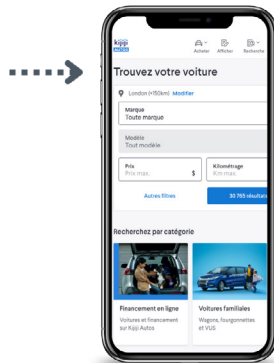 kijiji
AUTOS
Acheter Afficher Recherche
Trouvez votre voiture
London (+150km) Modifier
Marque
Toute marque
Modèle
Tout modèle
Prix
Prix max. $
Kilométrage
Km max.
Autres filtres
30 765 résultats
Recherchez par catégorie
Financement en ligne
Voitures et financement
sur Kijiji Autos
Voitures familiales
Wagons, fourgonnettes
et VUS